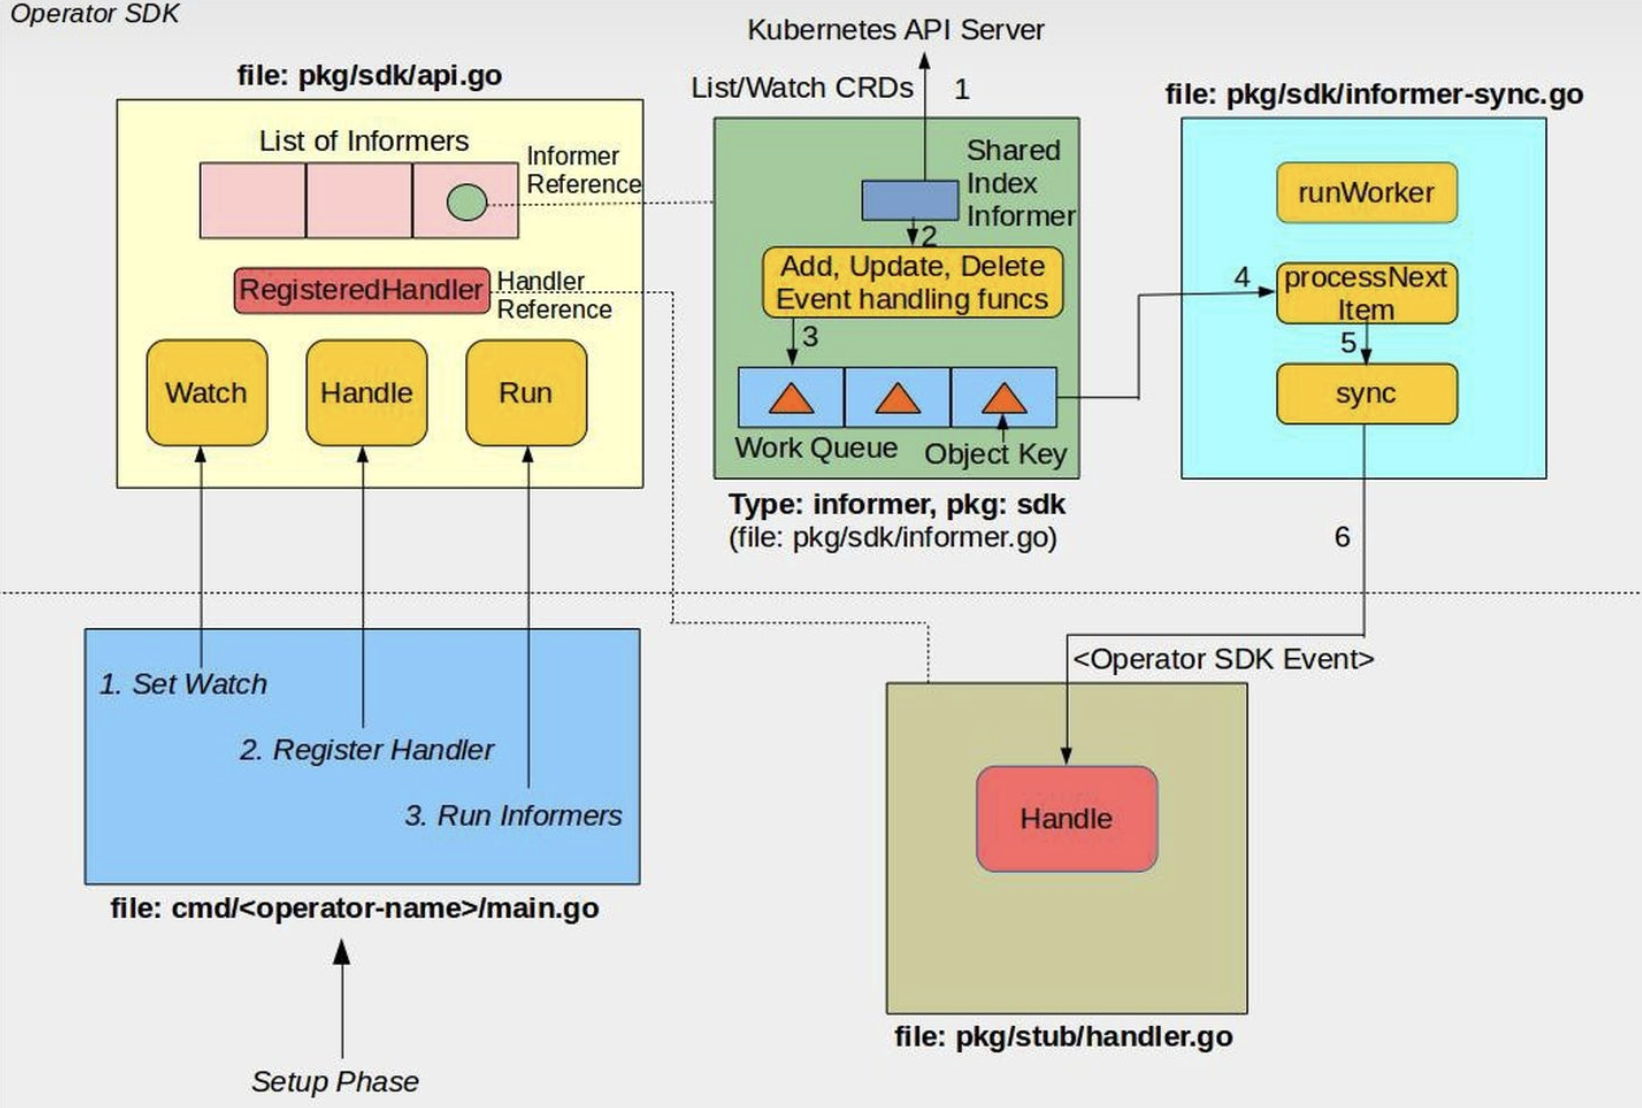 Operator SDK
Kubernetes API Server
file: pkg/sdk/api.go
List/Watch CRDs
1
file: pkg/sdk/informer-sync.go
List of Informers
Informer
Reference
RegisteredHandler
Handler
Reference
Watch
Handle
Run
Shared
Index
Informer
2
Add, Update, Delete
Event handling funcs
3
Work Queue
Object Key
Type: informer, pkg: sdk
(file: pkg/sdk/informer.go)
runWorker
4
processNext
Item
5
sync
6
1. Set Watch
2. Register Handler
3. Run Informers
file: cmd/<operator-name>/main.go
Setup Phase
<Operator SDK Event>
Handle
file: pkg/stub/handler.go